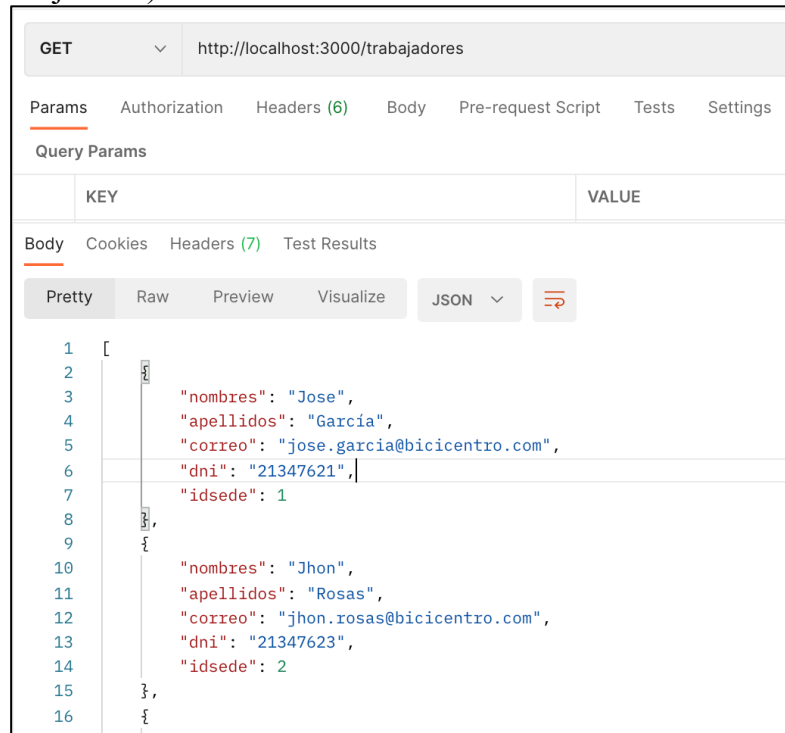 GET http://localhost:3000/trabajadores
Params Authorization Headers (6) Body Pre-request Script Tests Settings
Query Params
KEY VALUE
Body Cookies Headers (7) Test Results
Pretty Raw Preview Visualize JSON
1 [
2 {
3 "nombres": "Jose",
4 "apellidos": "García",
5 "correo": "jose.garcia@bicicentro.com",
6 "dni": "21347621",
7 "idsede": 1
8 },
9 {
10 "nombres": "Jhon",
11 "apellidos": "Rosas",
12 "correo": "jhon.rosas@bicicentro.com",
13 "dni": "21347623",
14 "idsede": 2
15 },
16 {